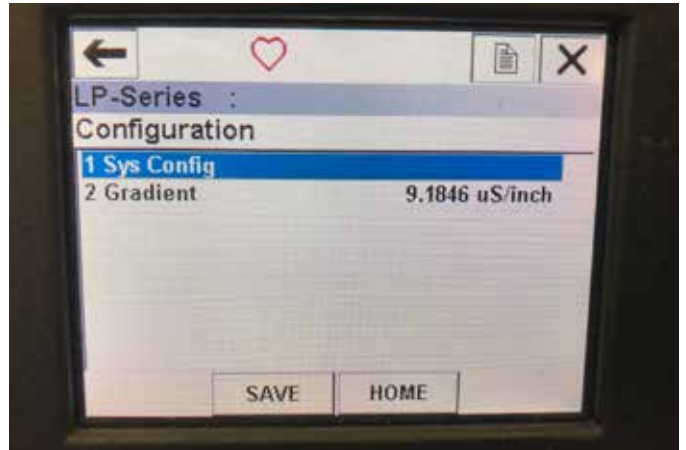 LP-Series :
Configuration
1 Sys Config
2 Gradient 9.1846 uS/inch
SAVE HOME